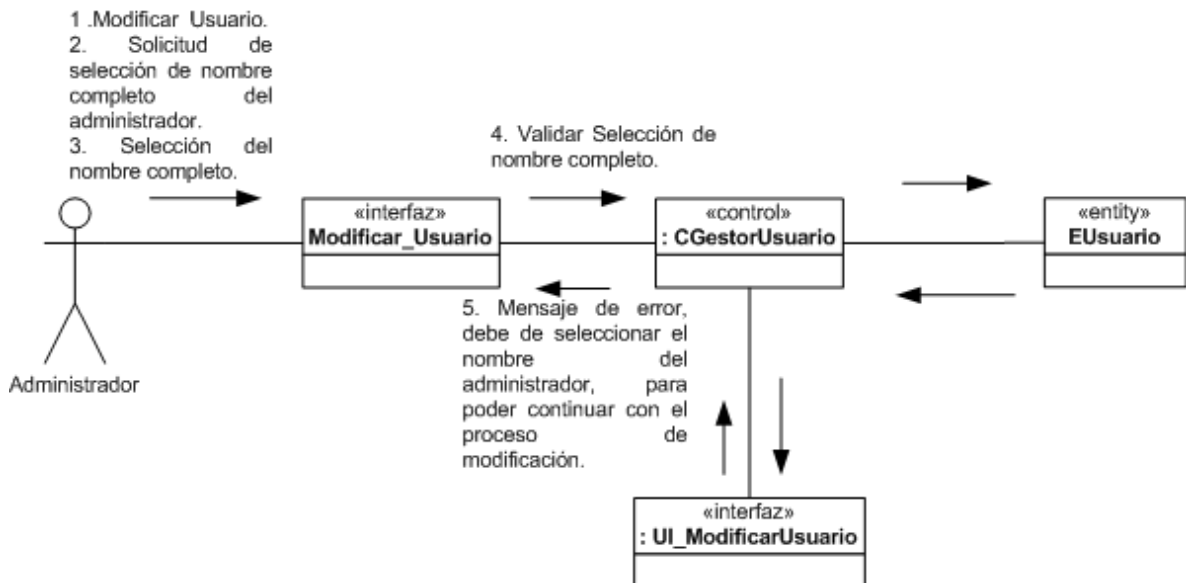 1 .Modificar Usuario.
2. Solicitud de
selección de nombre
completo del
administrador.
3. Selección del
nombre completo.
4. Validar Selección de
nombre completo.
«interfaz»
Modificar_Usuario
«control»
: CGestorUsuario
«entity»
EUsuario
5. Mensaje de error,
debe de seleccionar el
nombre del
administrador, para
poder continuar con el
proceso de
modificación.
Administrador
«interfaz»
: UI_ModificarUsuario